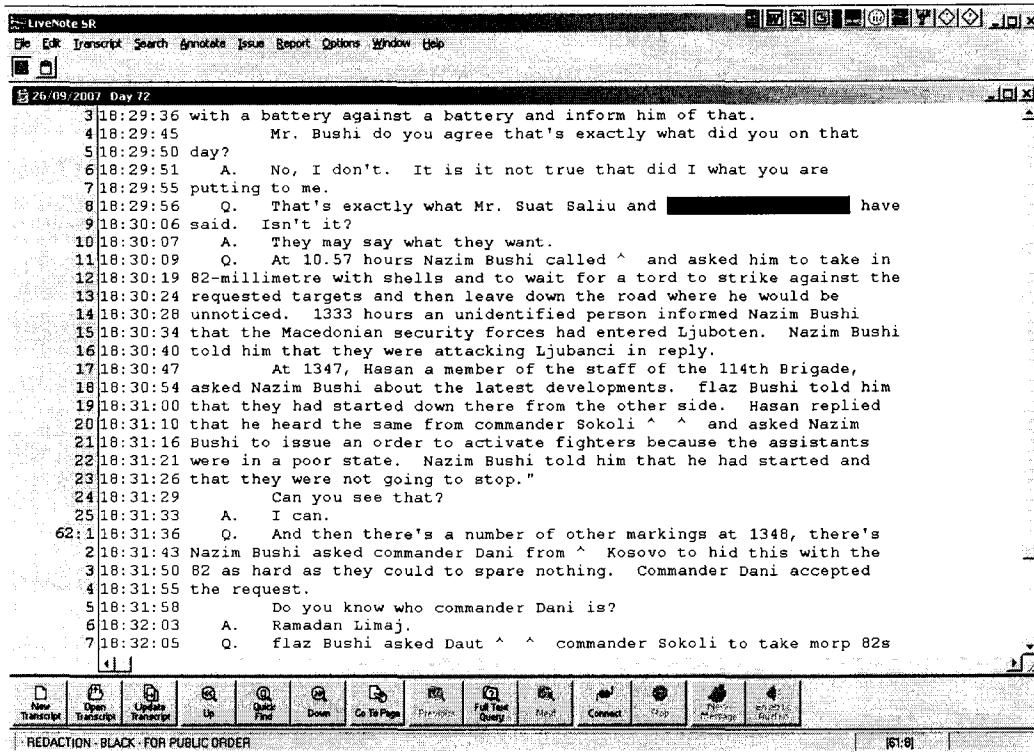 LiveNote SR
File Edit Transcript Search Annotate Issue Report Options Window Help
26/09/2007 Day 72
3 18:29:36 with a battery against a battery and inform him of that.
4 18:29:45 Mr. Bushi do you agree that's exactly what did you on that
5 18:29:50 day?
6 18:29:51 A. No, I don't. It is it not true that did I what you are
7 18:29:55 putting to me.
8 18:29:56 Q. That's exactly what Mr. Suat Saliu and have
9 18:30:06 said. Isn't it?
10 18:30:07 A. They may say what they want.
11 18:30:09 Q. At 10.57 hours Nazim Bushi called ^ and asked him to take in
12 18:30:19 82-millimetre with shells and to wait for a tord to strike against the
13 18:30:24 requested targets and then leave down the road where he would be
14 18:30:28 unnoticed. 1333 hours an unidentified person informed Nazim Bushi
15 18:30:34 that the Macedonian security forces had entered Ljuboten. Nazim Bushi
16 18:30:40 told him that they were attacking Ljubanci in reply.
17 18:30:47 At 1347, Hasan a member of the staff of the 114th Brigade,
18 18:30:54 asked Nazim Bushi about the latest developments. flaz Bushi told him
19 18:31:00 that they had started down there from the other side. Hasan replied
20 18:31:10 that he heard the same from commander Sokoli ^ ^ and asked Nazim
21 18:31:16 Bushi to issue an order to activate fighters because the assistants
22 18:31:21 were in a poor state. Nazim Bushi told him that he had started and
23 18:31:26 that they were not going to stop."
24 18:31:29 Can you see that?
25 18:31:33 A. I can.
62:1 18:31:36 Q. And then there's a number of other markings at 1348, there's
2 18:31:43 Nazim Bushi asked commander Dani from ^ Kosovo to hid this with the
3 18:31:50 82 as hard as they could to spare nothing. Commander Dani accepted
4 18:31:55 the request.
5 18:31:58 Do you know who commander Dani is?
6 18:32:03 A. Ramadan Limaj.
7 18:32:05 Q. flaz Bushi asked Daut ^ ^ commander Sokoli to take morp 82s
New Transcript Open Transcript Update Transcript Up Quick Find Down Go To Page Previous Full Text Query Next Connect Stop
REDACTION - BLACK - FOR PUBLIC ORDER [61:8]